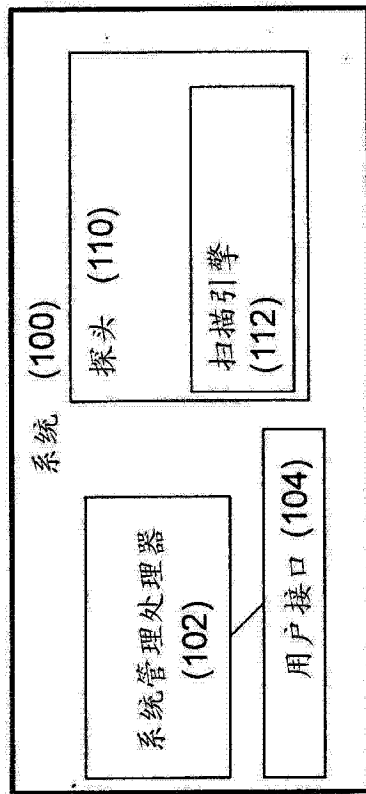 系统 (100)
系统管理处理器
(102)
用户接口 (104)
探头 (110)
扫描引擎
(112)